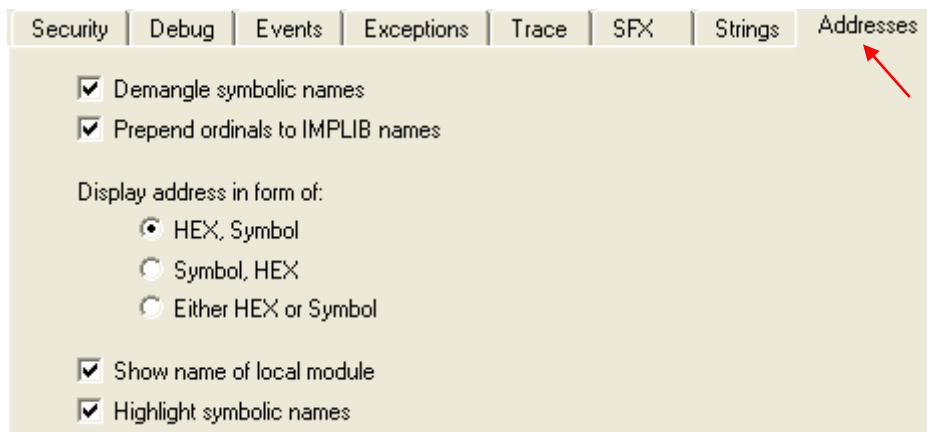 Security Debug Events Exceptions Trace SFX Strings Addresses
Demangle symbolic names
Prepend ordinals to IMPLIB names
Display address in form of:
HEX, Symbol
Symbol, HEX
Either HEX or Symbol
Show name of local module
Highlight symbolic names